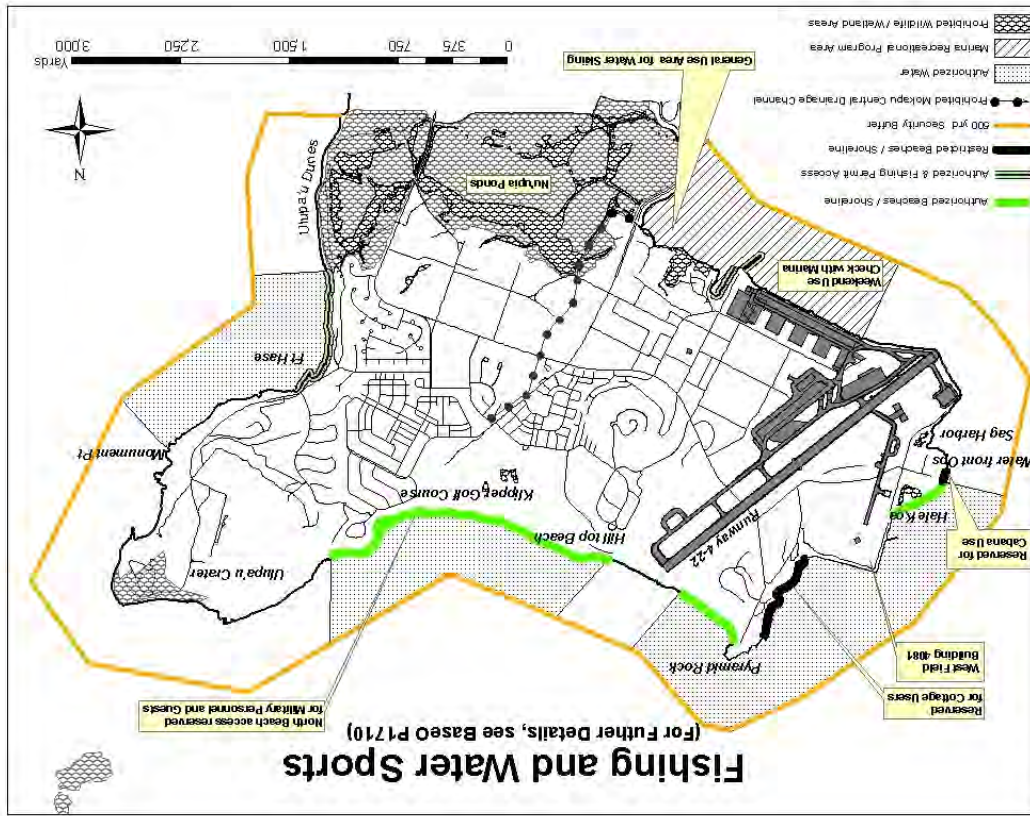 Fishing and Water Sports
(For Futher Details, see BaseO P1710)
Reserved
for Cottage Users
West Field
Building 4081
Reserved for
Cabana Use
North Beach access reserved
for Military Personnel and Guests
Pyramid Rock
Hale Koa
Water front Ops
Sag Harbor
Runway 4-22
Hilltop Beach
Klipper Golf Course
Ulupa'u Crater
Monument Pt
Ft Hase
Ulupa'u Dunes
Weekend Use
Check with Marina
Nu'upia Ponds
General Use Area for Water Skiing
N
Authorized Beaches / Shoreline
Authorized & Fishing Permit Access
Restricted Beaches / Shoreline
500 yrd Security Buffer
Prohibited Mokapu Central Drainage Channel
Authorized Water
Marina Recreational Program Area
Prohibited Wildlife / Wetland
Areas
Yards
0 375 750 1,500 2,250 3,000